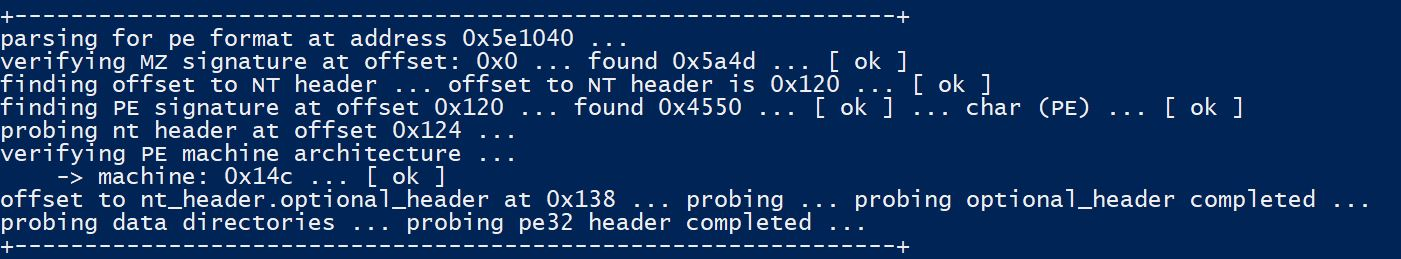 +---------------------------------------------------------------+
parsing for pe format at address 0x5e1040 ...
verifying MZ signature at offset: 0x0 ... found 0x5a4d ... [ ok ]
finding offset to NT header ... offset to NT header is 0x120 ... [ ok ]
finding PE signature at offset 0x120 ... found 0x4550 ... [ ok ] ... char (PE) ... [ ok ]
probing nt header at offset 0x124 ...
verifying PE machine architecture ...
    -> machine: 0x14c ... [ ok ]
offset to nt_header.optional_header at 0x138 ... probing ... probing optional_header completed ...
probing data directories ... probing pe32 header completed ...
+---------------------------------------------------------------+